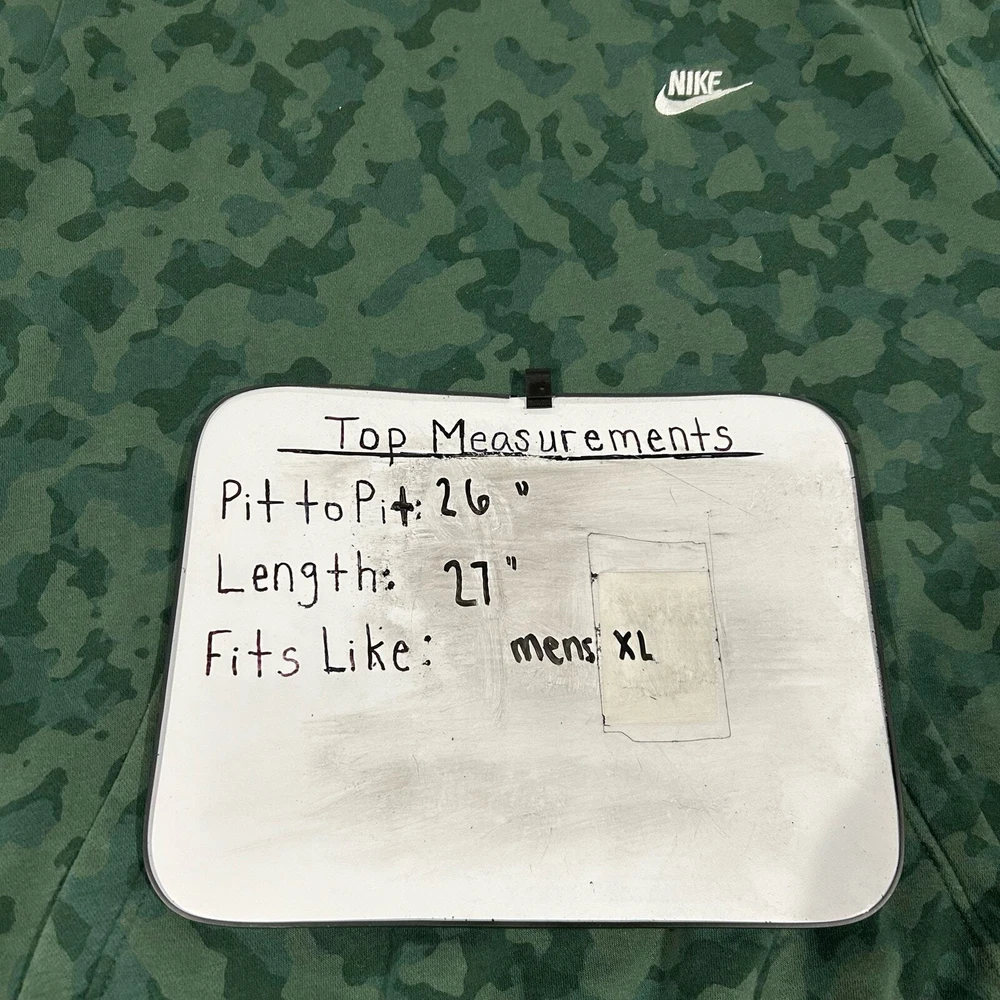 NIKE
Top Measurements
Pit to Pit: 26 "
Length: 27"
Fits Like: mens XL